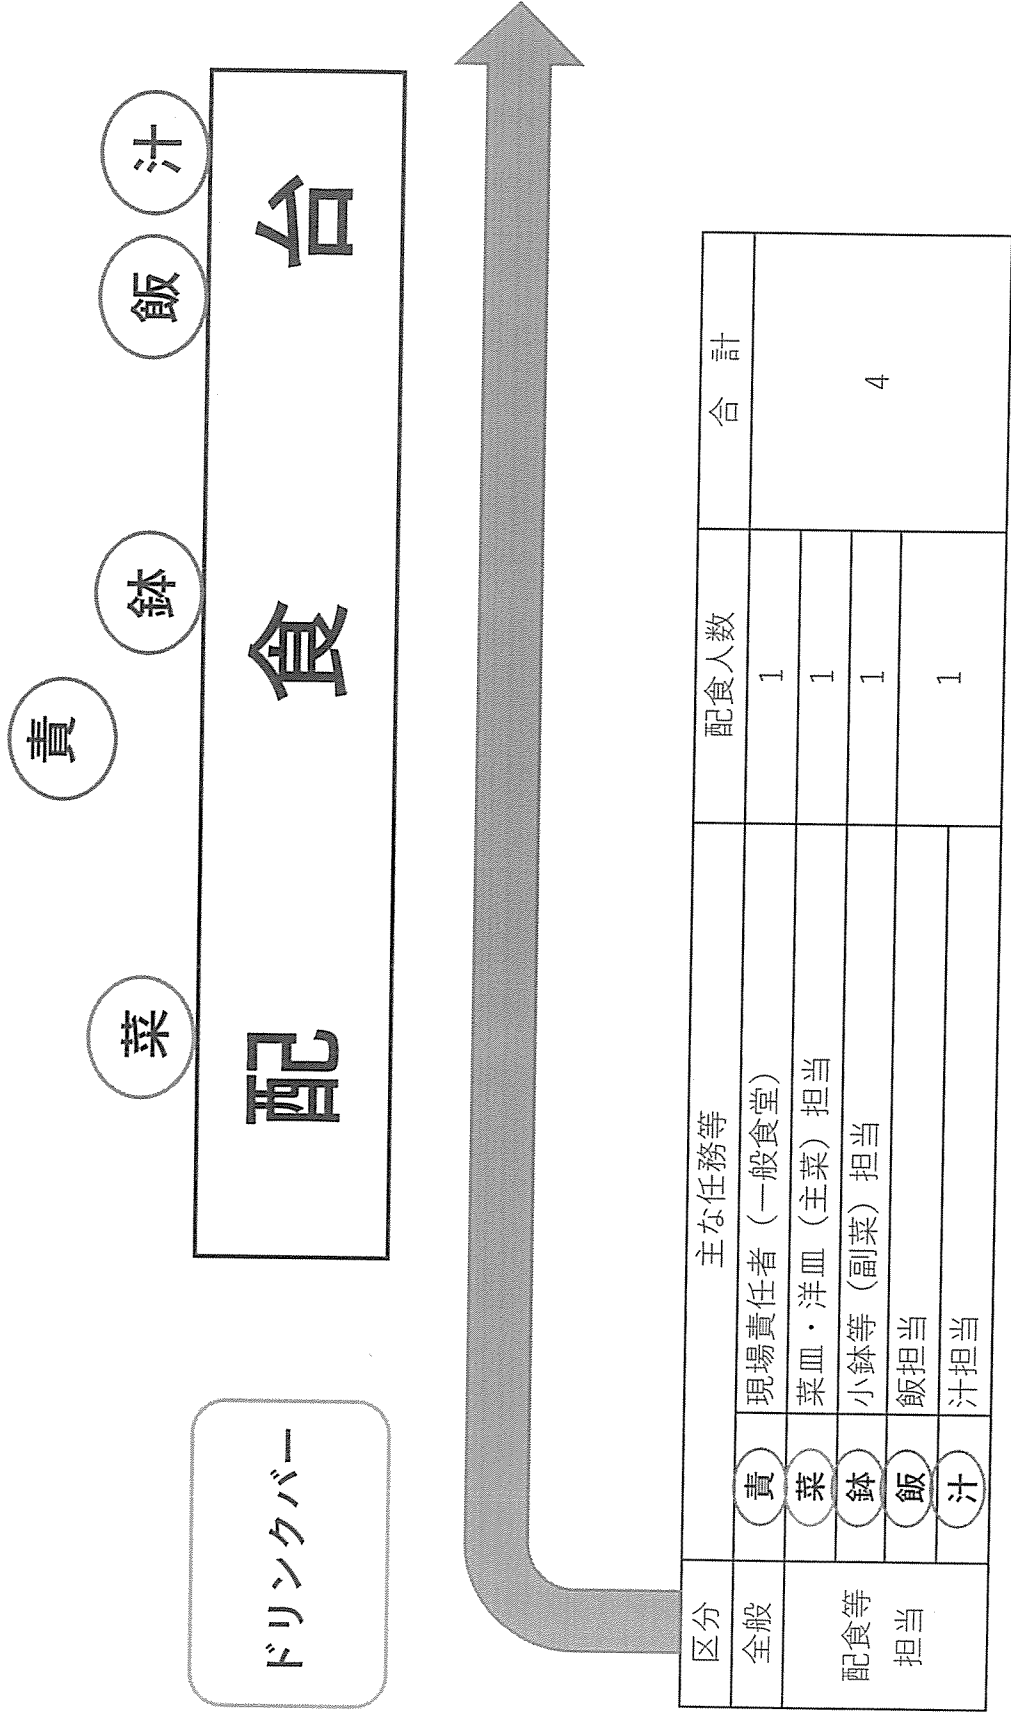 責
菜 鉢 飯 汁
ドリンクバー
配 食 台
区分 主な任務等 配食人数 合 計
全般 責 現場責任者（一般食堂） 1 4
配食等 担当 菜 菜皿・洋皿（主菜）担当 1
鉢 小鉢等（副菜）担当 1
飯 飯担当 1
汁 汁担当